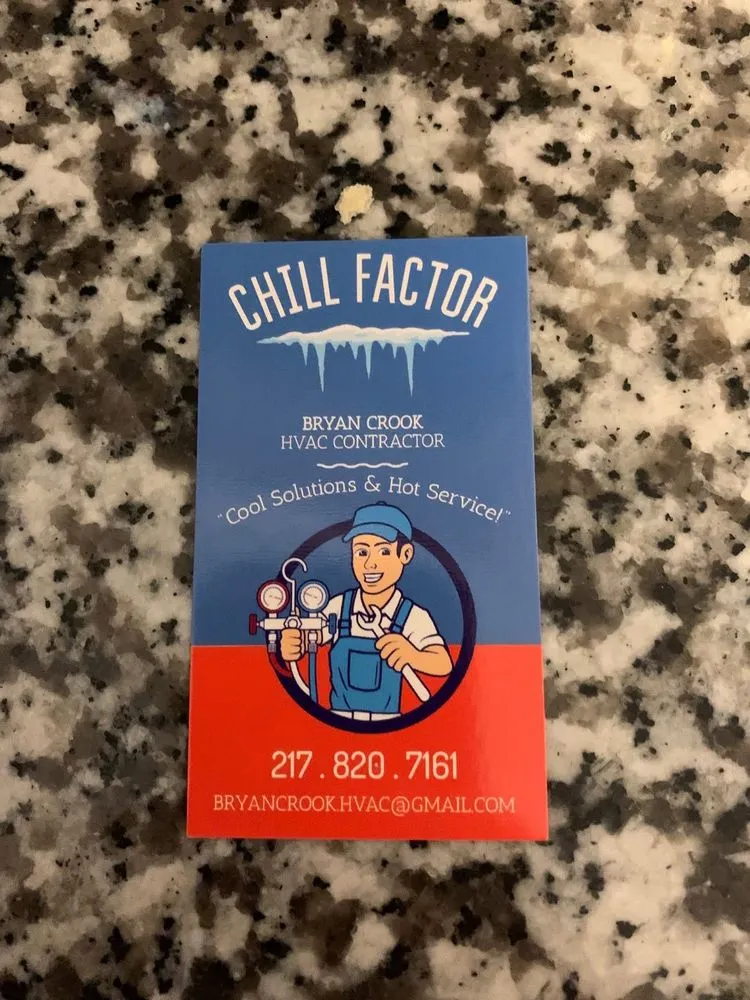 CHILL FACTOR
BRYAN CROOK
HVAC CONTRACTOR
"Cool Solutions & Hot Service!"
217.820.7161
BRYANCROOK.HVAC@GMAIL.COM